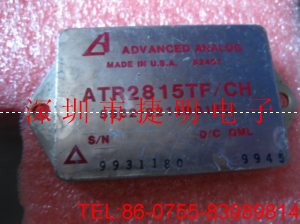 ADVANCED ANALOG
MADE IN U.S.A. 52467
ATR2815TF/CH
深圳市捷明电子
S/N
D/C QML
9931180
9945
TEL:86-0755-83989814